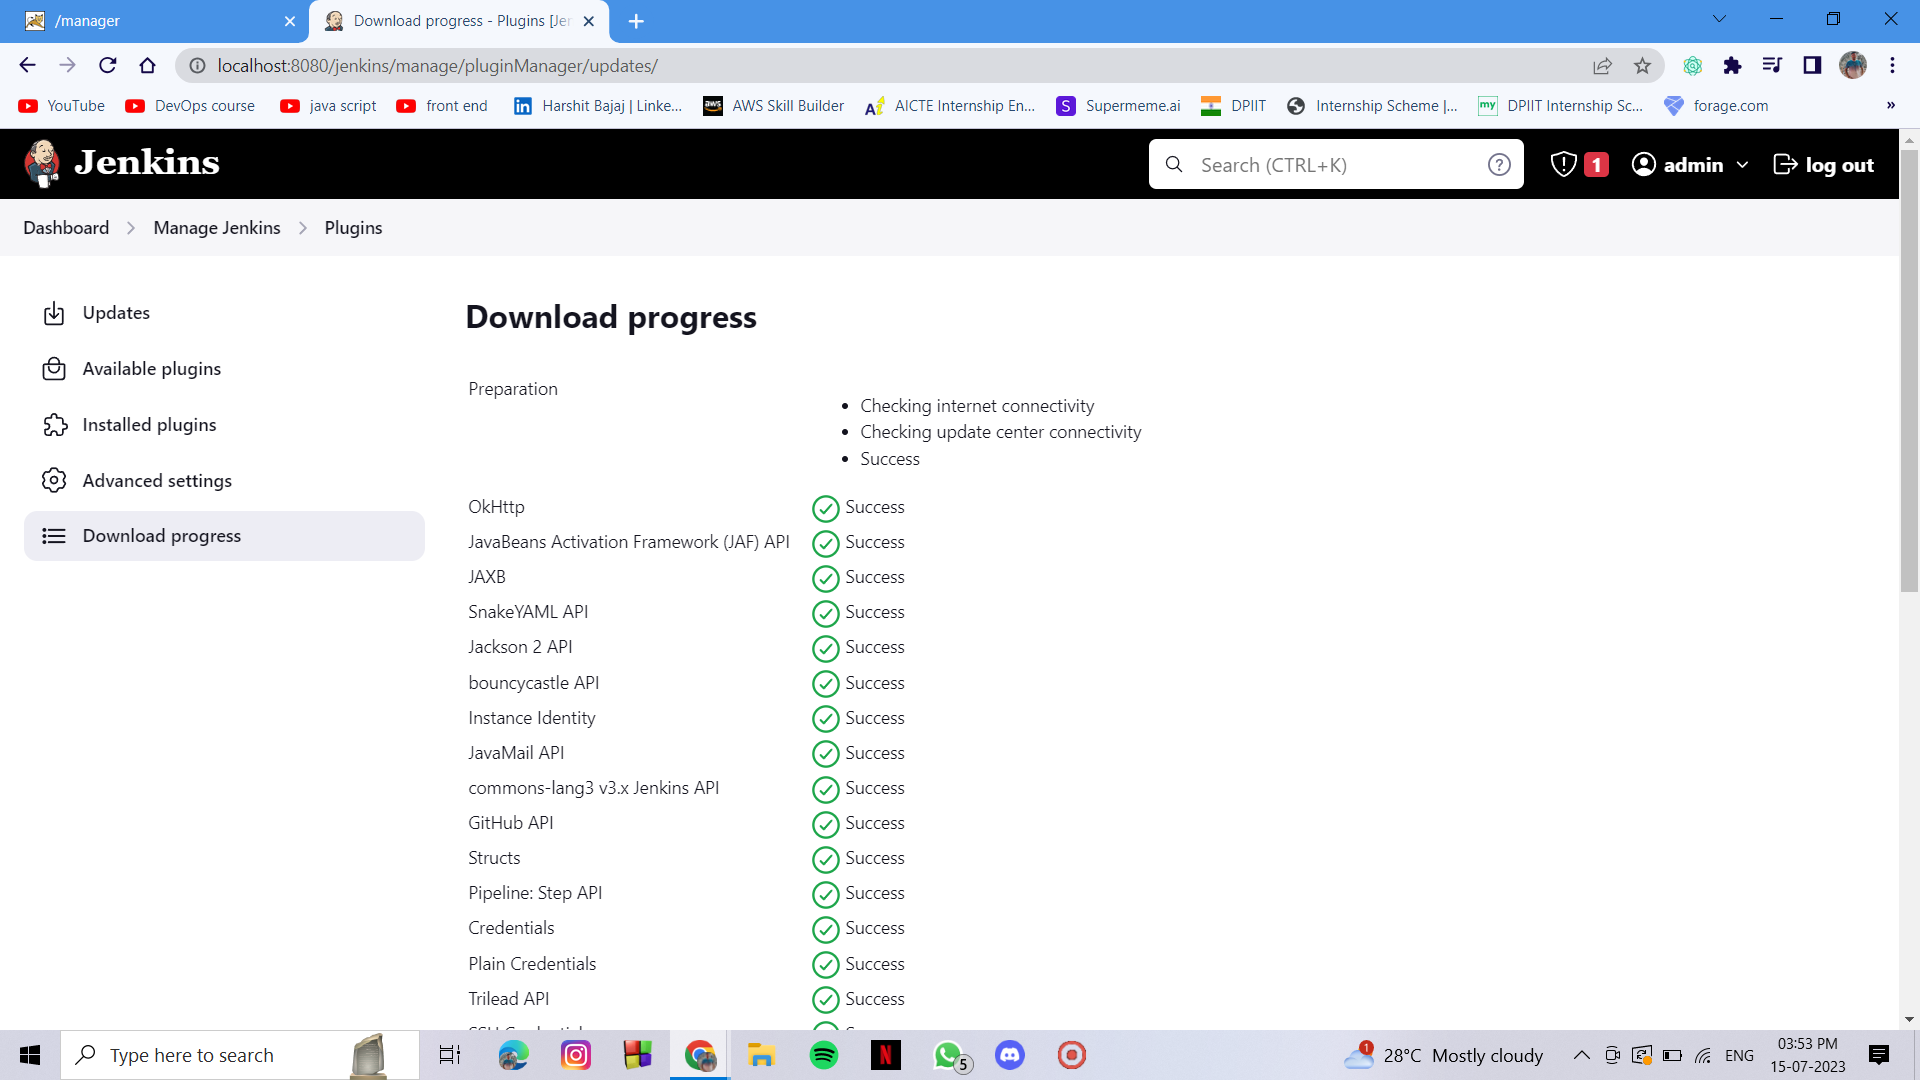 /manager
Download progress - Plugins [Jen
localhost:8080/jenkins/manage/pluginManager/updates/
YouTube
DevOps course
java script
front end
Harshit Bajaj | Linke...
aws
AWS Skill Builder
AICTE Internship En...
S
Supermeme.ai
DPIIT
Internship Scheme |...
my
DPIIT Internship Sc...
forage.com
»
Jenkins
Search (CTRL+K)
?
1
admin
log out
Dashboard
Manage Jenkins
Plugins
Updates
Available plugins
Installed plugins
Advanced settings
Download progress
Download progress
Preparation
• Checking internet connectivity
• Checking update center connectivity
• Success
OkHttp Success
JavaBeans Activation Framework (JAF) API Success
JAXB Success
SnakeYAML API Success
Jackson 2 API Success
bouncycastle API Success
Instance Identity Success
JavaMail API Success
commons-lang3 v3.x Jenkins API Success
GitHub API Success
Structs Success
Pipeline: Step API Success
Credentials Success
Plain Credentials Success
Trilead API Success
Type here to search
N
5
1
28°C Mostly cloudy
ENG
03:53 PM
15-07-2023